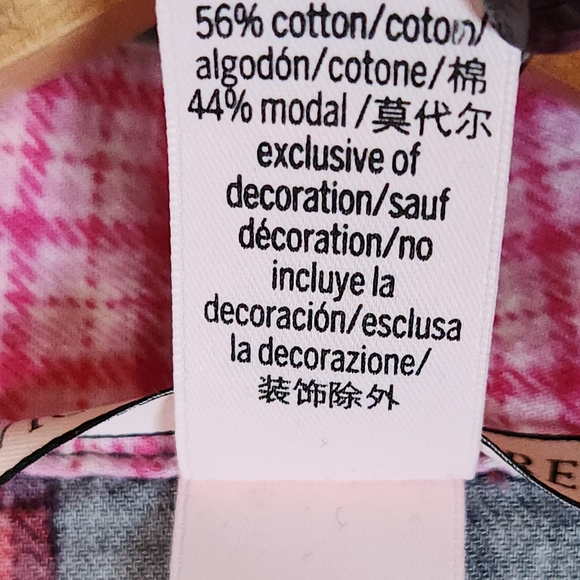 56% cotton/coton/
algodón/cotone/棉
44% modal/莫代尔
exclusive of
decoration/sauf
décoration/no
incluye la
decoración/esclusa
la decorazione/
装饰除外